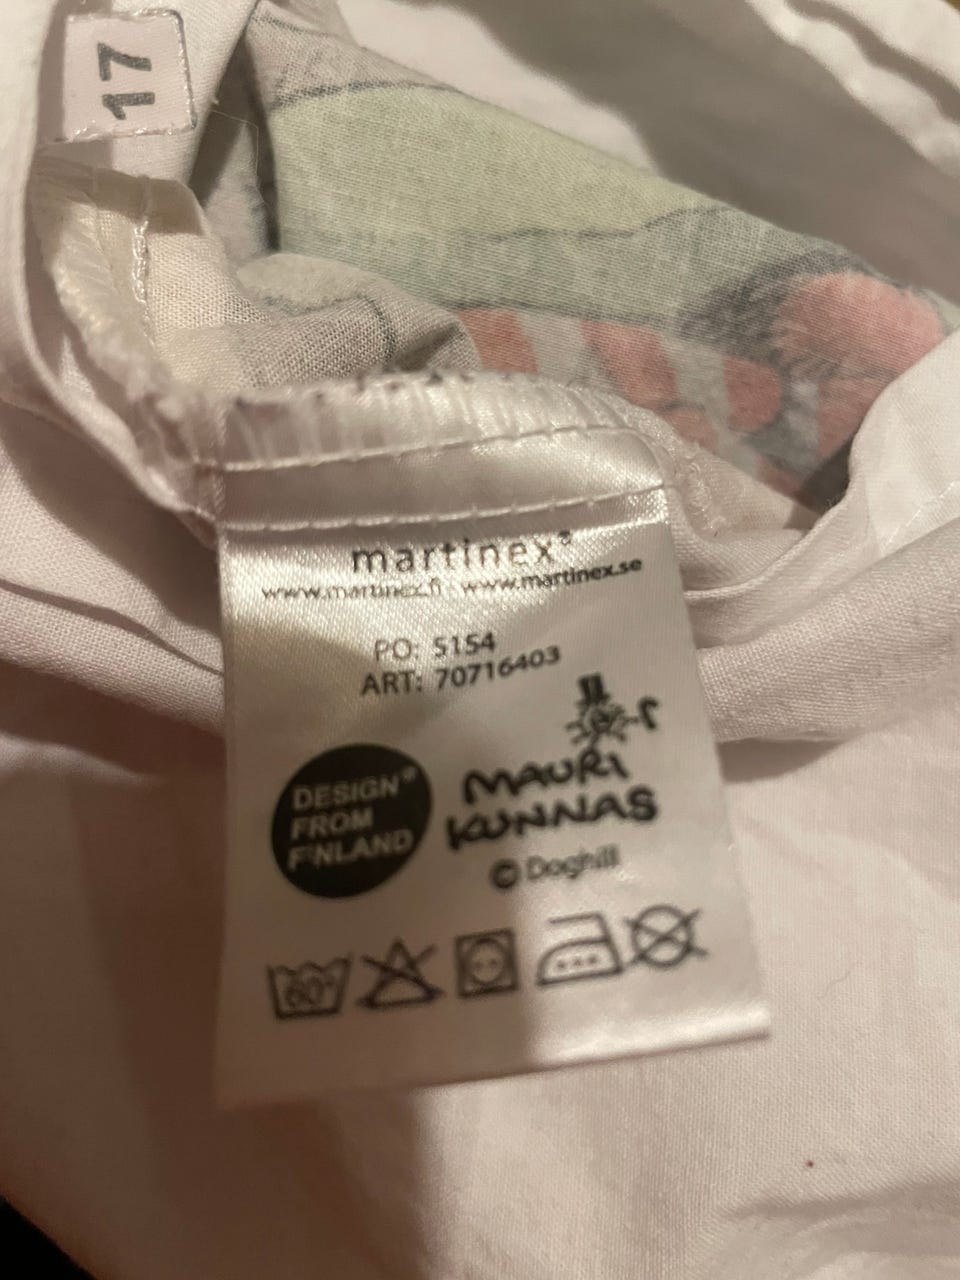 17
martinex®
www.martinex.fi · www.martinex.se
PO: 5154
ART: 70716403
DESIGN®
FROM
FINLAND
MAURI
KUNNAS
© Doghill
60°